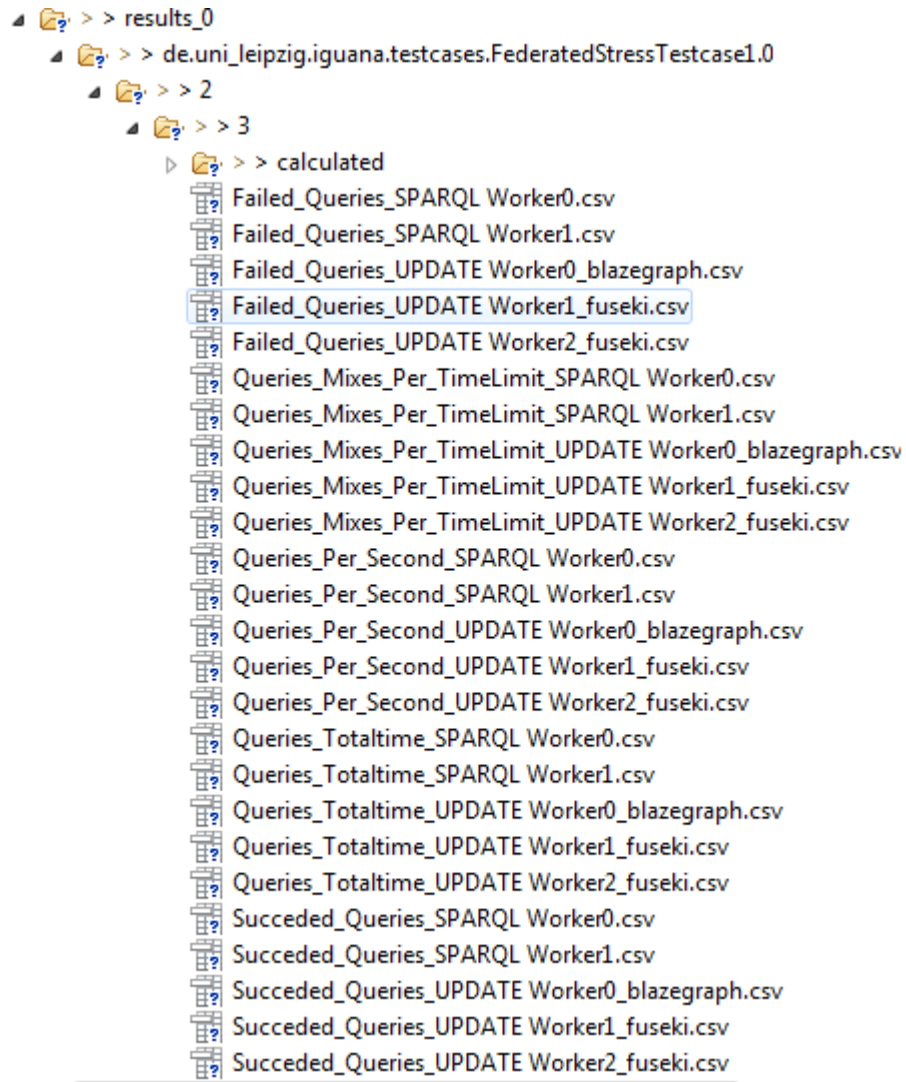 > > results_0
> > de.uni_leipzig.iguana.testcases.FederatedStressTestcase1.0
> > 2
> > 3
> > calculated
Failed_Queries_SPARQL Worker0.csv
Failed_Queries_SPARQL Worker1.csv
Failed_Queries_UPDATE Worker0_blazegraph.csv
Failed_Queries_UPDATE Worker1_fuseki.csv
Failed_Queries_UPDATE Worker2_fuseki.csv
Queries_Mixes_Per_TimeLimit_SPARQL Worker0.csv
Queries_Mixes_Per_TimeLimit_SPARQL Worker1.csv
Queries_Mixes_Per_TimeLimit_UPDATE Worker0_blazegraph.csv
Queries_Mixes_Per_TimeLimit_UPDATE Worker1_fuseki.csv
Queries_Mixes_Per_TimeLimit_UPDATE Worker2_fuseki.csv
Queries_Per_Second_SPARQL Worker0.csv
Queries_Per_Second_SPARQL Worker1.csv
Queries_Per_Second_UPDATE Worker0_blazegraph.csv
Queries_Per_Second_UPDATE Worker1_fuseki.csv
Queries_Per_Second_UPDATE Worker2_fuseki.csv
Queries_Totaltime_SPARQL Worker0.csv
Queries_Totaltime_SPARQL Worker1.csv
Queries_Totaltime_UPDATE Worker0_blazegraph.csv
Queries_Totaltime_UPDATE Worker1_fuseki.csv
Queries_Totaltime_UPDATE Worker2_fuseki.csv
Succeded_Queries_SPARQL Worker0.csv
Succeded_Queries_SPARQL Worker1.csv
Succeded_Queries_UPDATE Worker0_blazegraph.csv
Succeded_Queries_UPDATE Worker1_fuseki.csv
Succeded_Queries_UPDATE Worker2_fuseki.csv